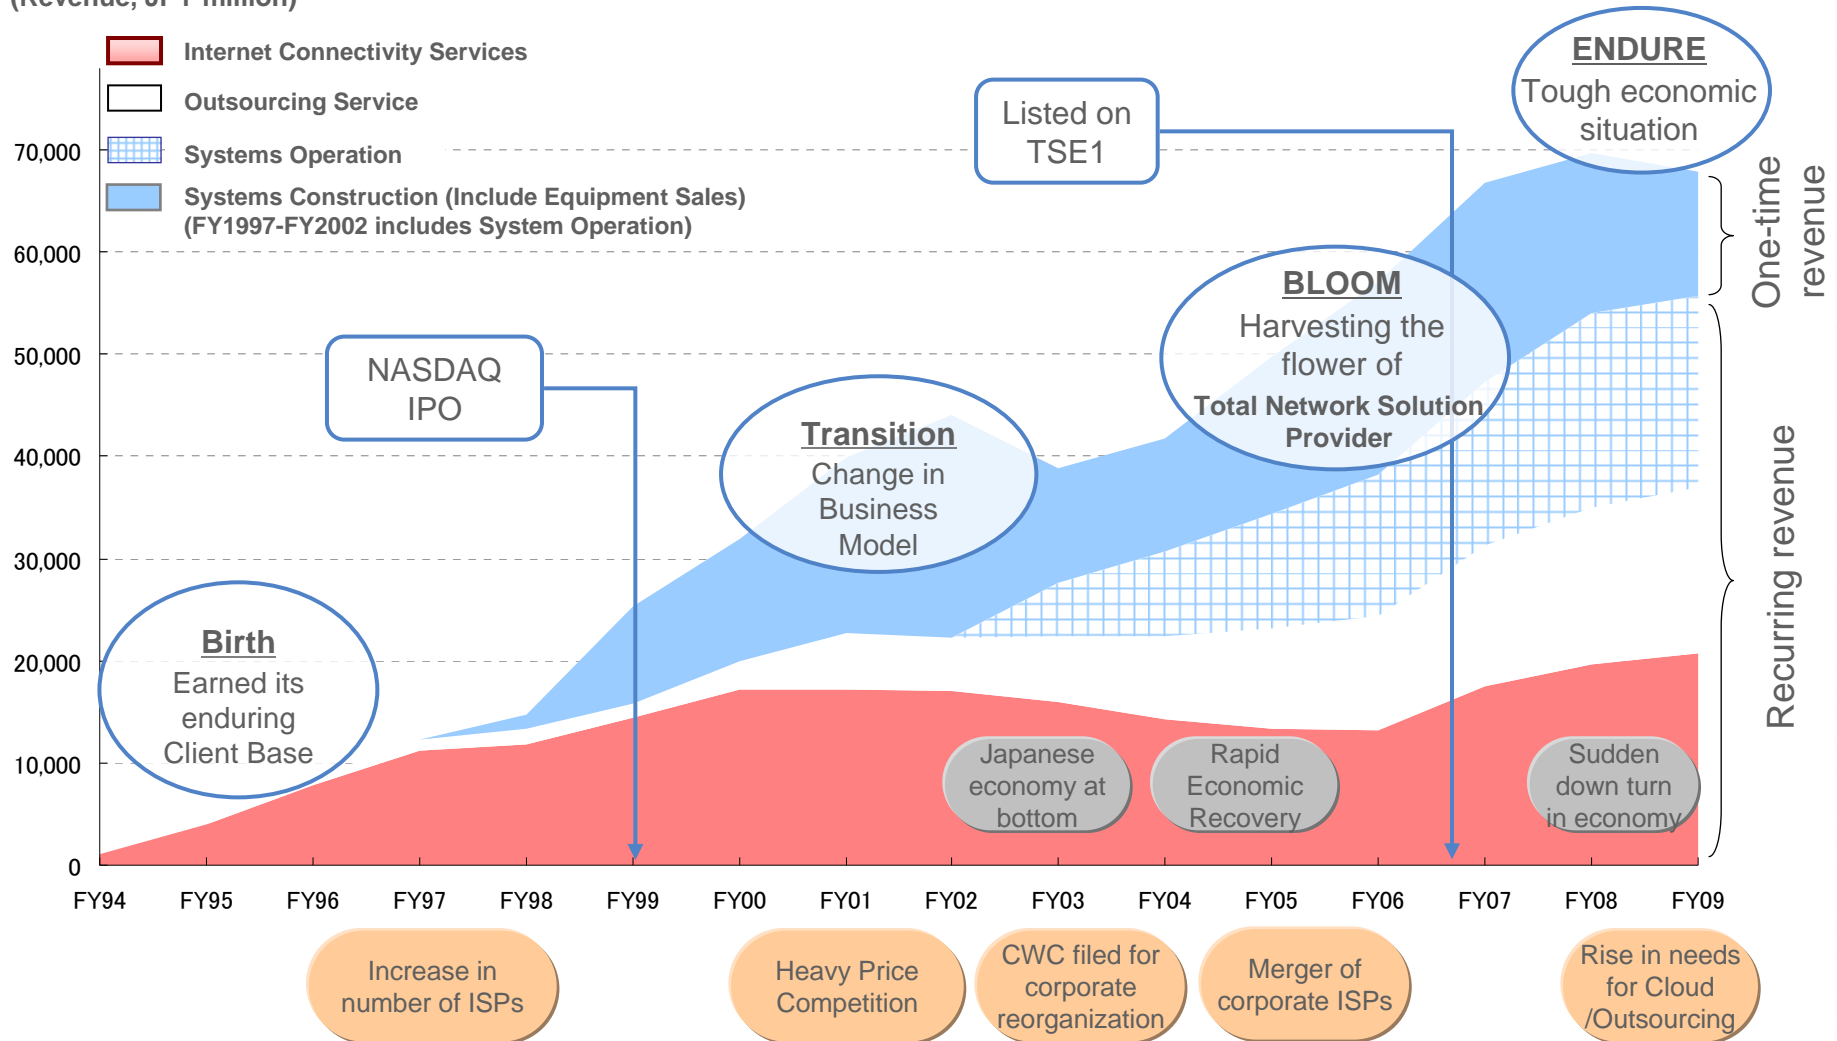 (Revenue, JPY million)
Internet Connectivity Services
Outsourcing Service
Systems Operation
Systems Construction (Include Equipment Sales)
(FY1997-FY2002 includes System Operation)
70,000
60,000
50,000
40,000
30,000
20,000
10,000
0
Birth
Earned its
enduring
Client Base
NASDAQ
IPO
Transition
Change in
Business
Model
Listed on
TSE1
BLOOM
Harvesting the
flower of
Total Network Solution
Provider
ENDURE
Tough economic
situation
One-time
revenue
Recurring revenue
Japanese
economy at
bottom
Rapid
Economic
Recovery
Sudden
down turn
in economy
FY94
FY95
FY96
FY97
FY98
FY99
FY00
FY01
FY02
FY03
FY04
FY05
FY06
FY07
FY08
FY09
Increase in
number of ISPs
Heavy Price
Competition
CWC filed for
corporate
reorganization
Merger of
corporate ISPs
Rise in needs
for Cloud
/Outsourcing